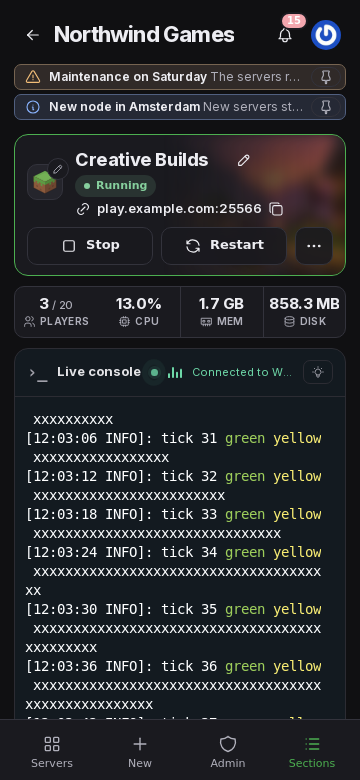 Northwind Games
15
Maintenance on Saturday The servers r...
New node in Amsterdam New servers st...
Creative Builds
Running
play.example.com:25566
Stop
Restart
3 / 20
PLAYERS
13.0%
CPU
1.7 GB
MEM
858.3 MB
DISK
Live console
Connected to W...
xxxxxxxxxx
[12:03:06 INFO]: tick 31 green yellow
xxxxxxxxxxxxxxxxx
[12:03:12 INFO]: tick 32 green yellow
xxxxxxxxxxxxxxxxxxxxxxxx
[12:03:18 INFO]: tick 33 green yellow
xxxxxxxxxxxxxxxxxxxxxxxxxxxxxxx
[12:03:24 INFO]: tick 34 green yellow
xxxxxxxxxxxxxxxxxxxxxxxxxxxxxxxxxxxx
xx
[12:03:30 INFO]: tick 35 green yellow
xxxxxxxxxxxxxxxxxxxxxxxxxxxxxxxxxxxx
xxxxxxxxx
[12:03:36 INFO]: tick 36 green yellow
xxxxxxxxxxxxxxxxxxxxxxxxxxxxxxxxxxxx
xxxxxxxxxxxxxxxx
Servers
New
Admin
Sections